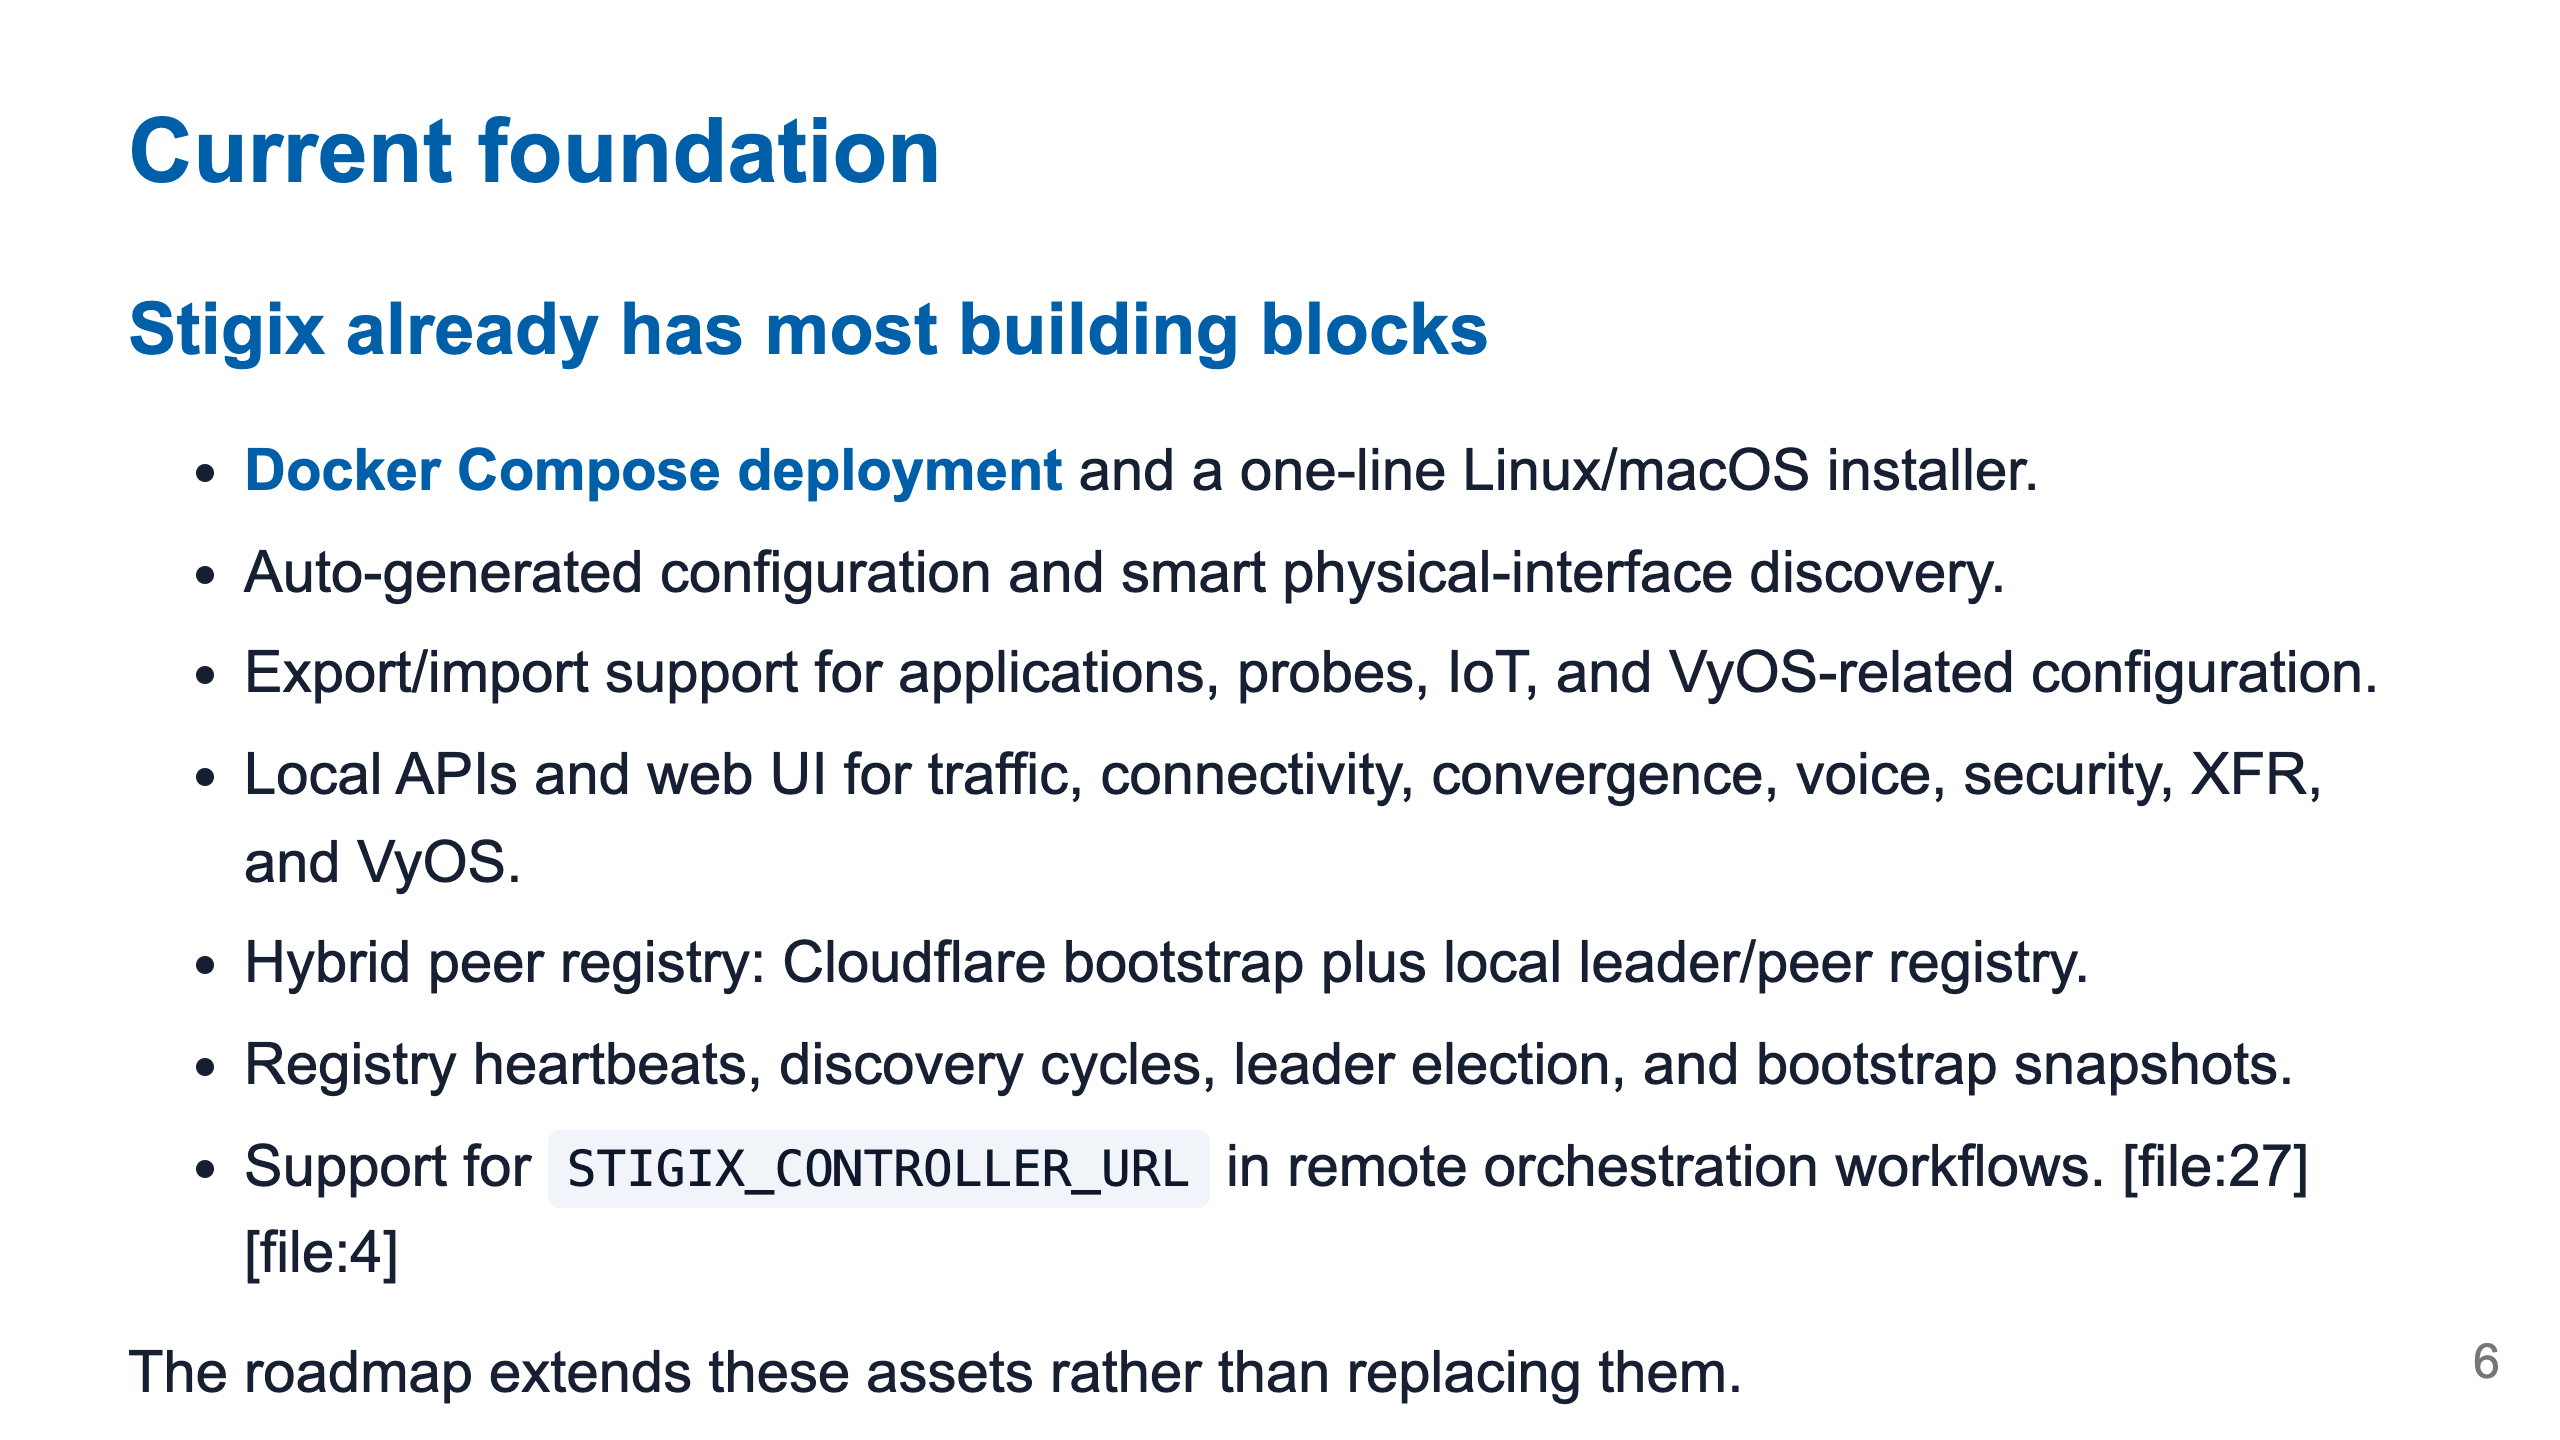 Current foundation
Stigix already has most building blocks
• Docker Compose deployment and a one-line Linux/macOS installer.
• Auto-generated configuration and smart physical-interface discovery.
• Export/import support for applications, probes, IoT, and VyOS-related configuration.
• Local APIs and web UI for traffic, connectivity, convergence, voice, security, XFR,
and VyOS.
• Hybrid peer registry: Cloudflare bootstrap plus local leader/peer registry.
• Registry heartbeats, discovery cycles, leader election, and bootstrap snapshots.
• Support for STIGIX_CONTROLLER_URL in remote orchestration workflows. [file:27]
[file:4]
The roadmap extends these assets rather than replacing them.
6